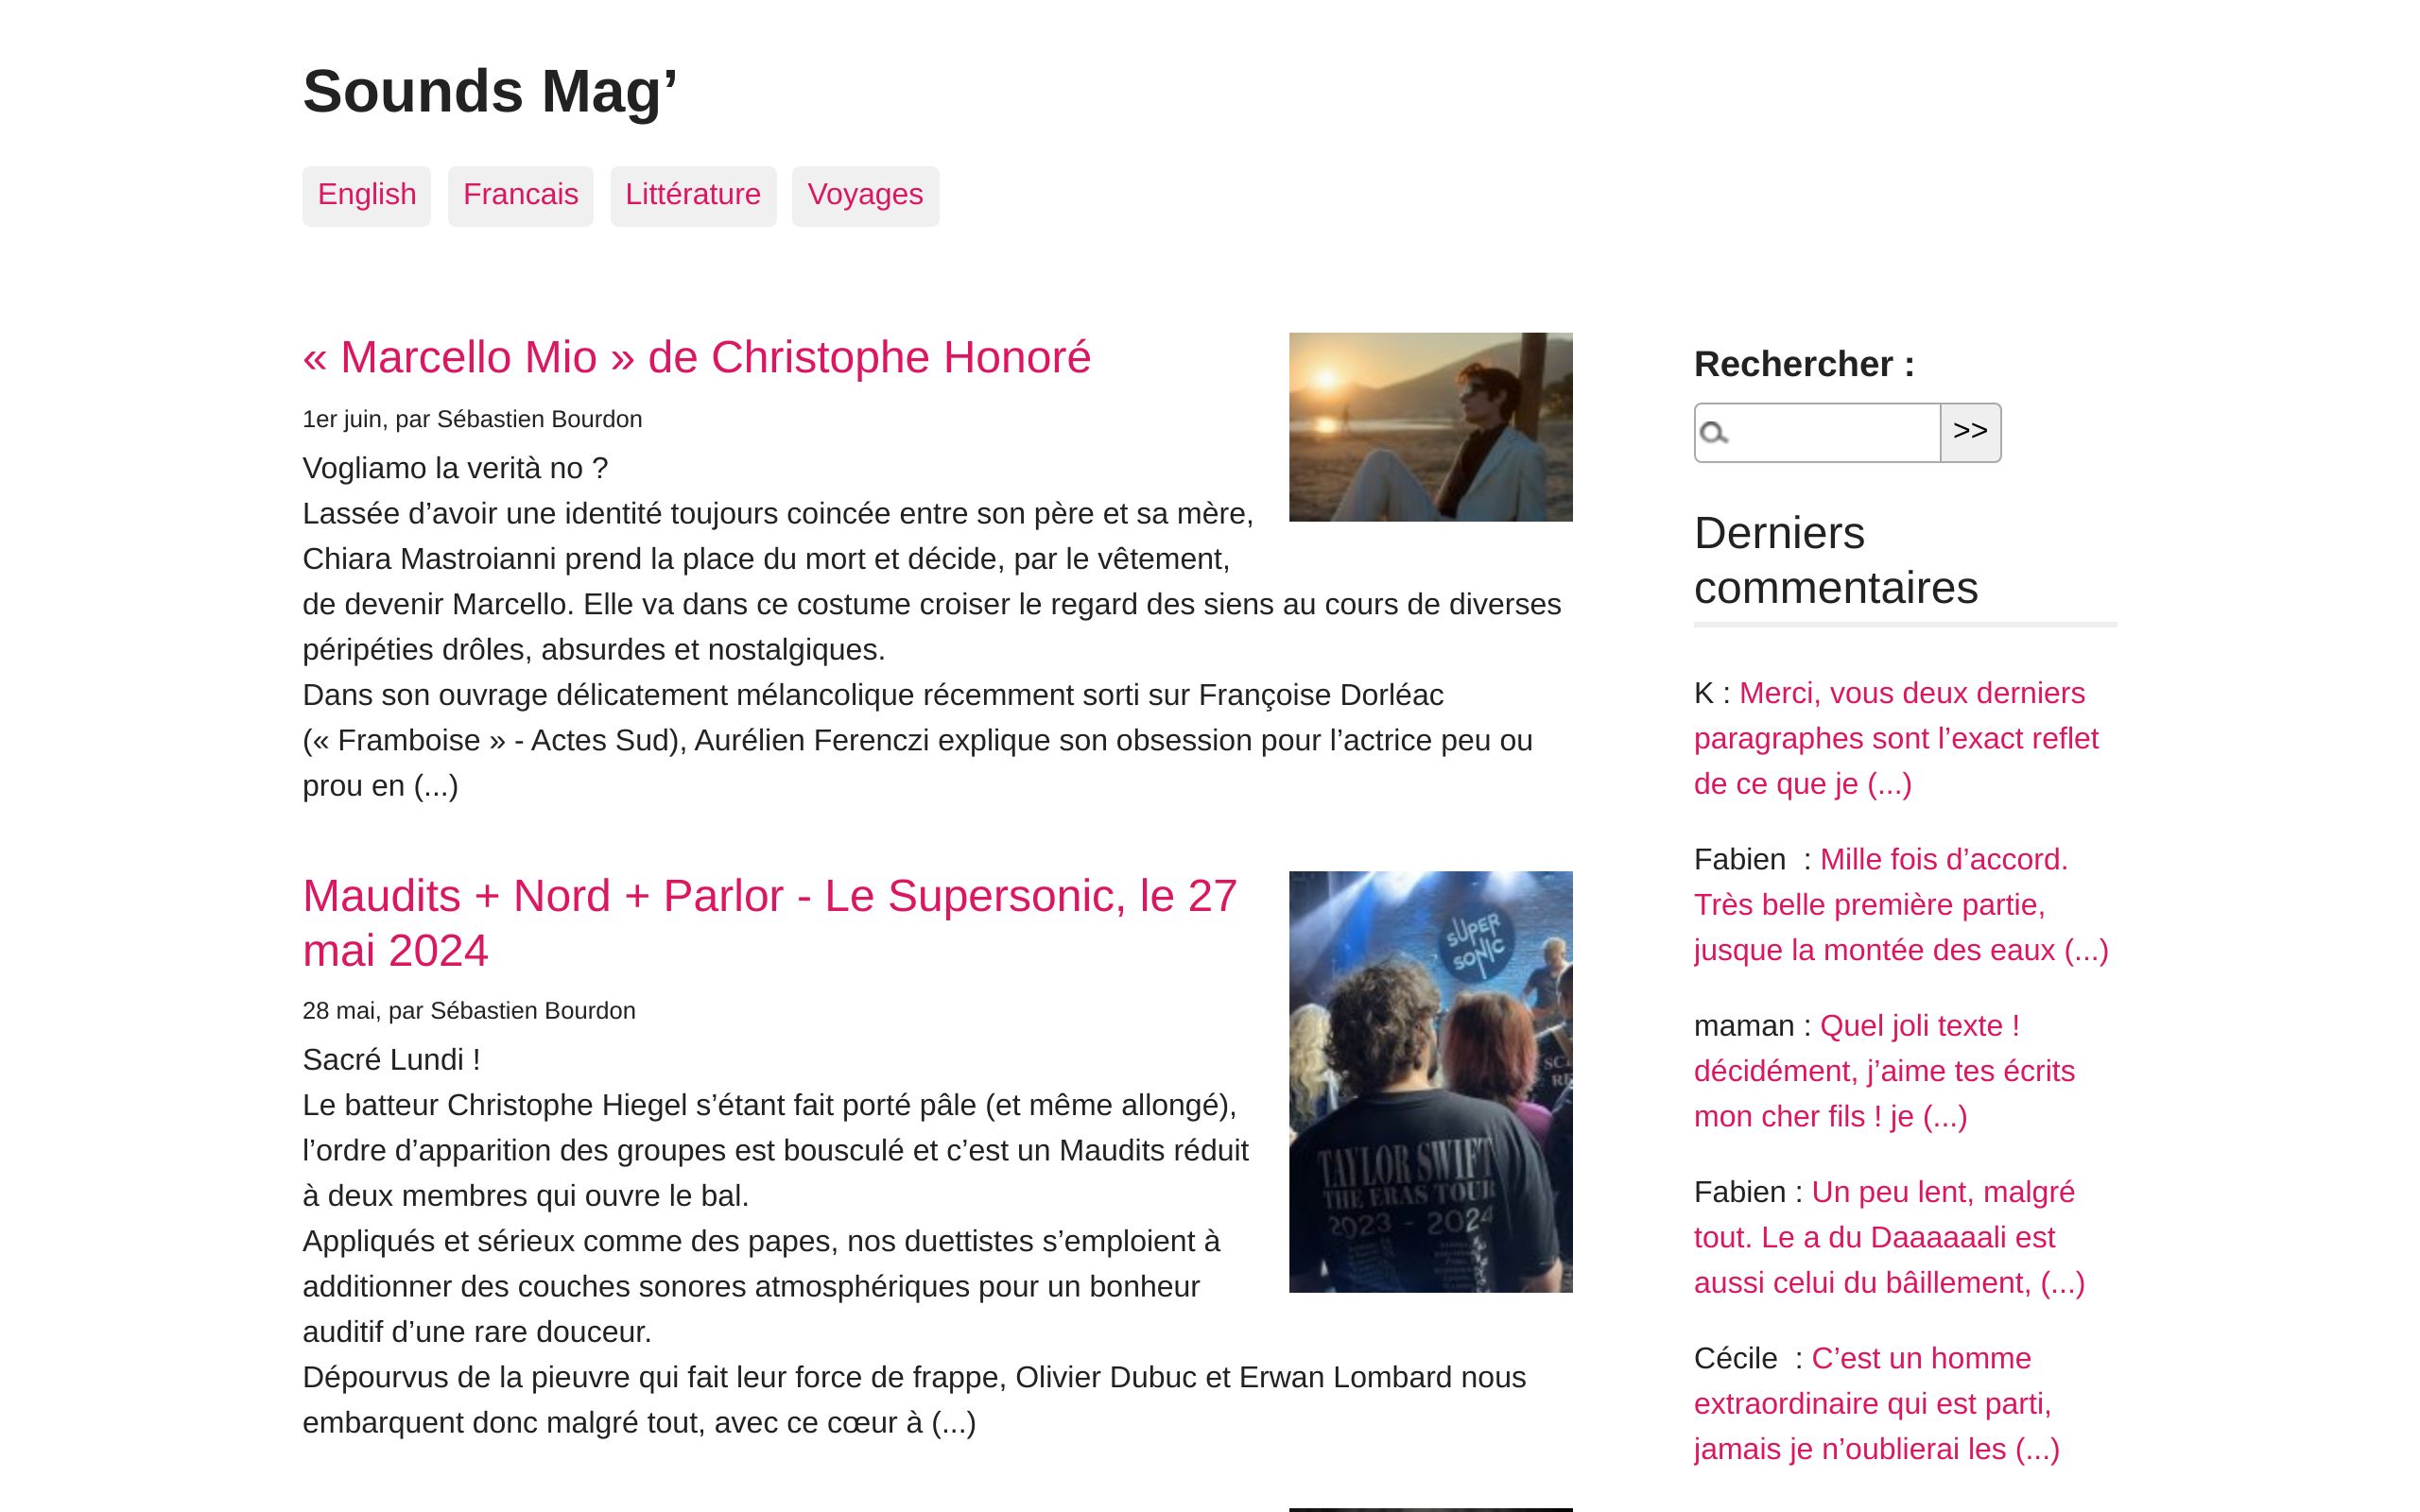 Sounds Mag’
English Francais Littérature Voyages
« Marcello Mio » de Christophe Honoré
1er juin, par Sébastien Bourdon
Vogliamo la verità no ?
Lassée d’avoir une identité toujours coincée entre son père et sa mère,
Chiara Mastroianni prend la place du mort et décide, par le vêtement,
de devenir Marcello. Elle va dans ce costume croiser le regard des siens au cours de diverses
péripéties drôles, absurdes et nostalgiques.
Dans son ouvrage délicatement mélancolique récemment sorti sur Françoise Dorléac
(« Framboise » - Actes Sud), Aurélien Ferenczi explique son obsession pour l’actrice peu ou
prou en (...)
Maudits + Nord + Parlor - Le Supersonic, le 27
mai 2024
28 mai, par Sébastien Bourdon
Sacré Lundi !
Le batteur Christophe Hiegel s’étant fait porté pâle (et même allongé),
l’ordre d’apparition des groupes est bousculé et c’est un Maudits réduit
à deux membres qui ouvre le bal.
Appliqués et sérieux comme des papes, nos duettistes s’emploient à
additionner des couches sonores atmosphériques pour un bonheur
auditif d’une rare douceur.
Dépourvus de la pieuvre qui fait leur force de frappe, Olivier Dubuc et Erwan Lombard nous
embarquent donc malgré tout, avec ce cœur à (...)
SUPER
SONIC
TAYLOR SWIFT
THE ERAS TOUR
2023 - 2024
Rechercher :
>>
Derniers
commentaires
K : Merci, vous deux derniers
paragraphes sont l’exact reflet
de ce que je (...)
Fabien  : Mille fois d’accord.
Très belle première partie,
jusque la montée des eaux (...)
maman : Quel joli texte !
décidément, j’aime tes écrits
mon cher fils ! je (...)
Fabien : Un peu lent, malgré
tout. Le a du Daaaaaali est
aussi celui du bâillement, (...)
Cécile  : C’est un homme
extraordinaire qui est parti,
jamais je n’oublierai les (...)